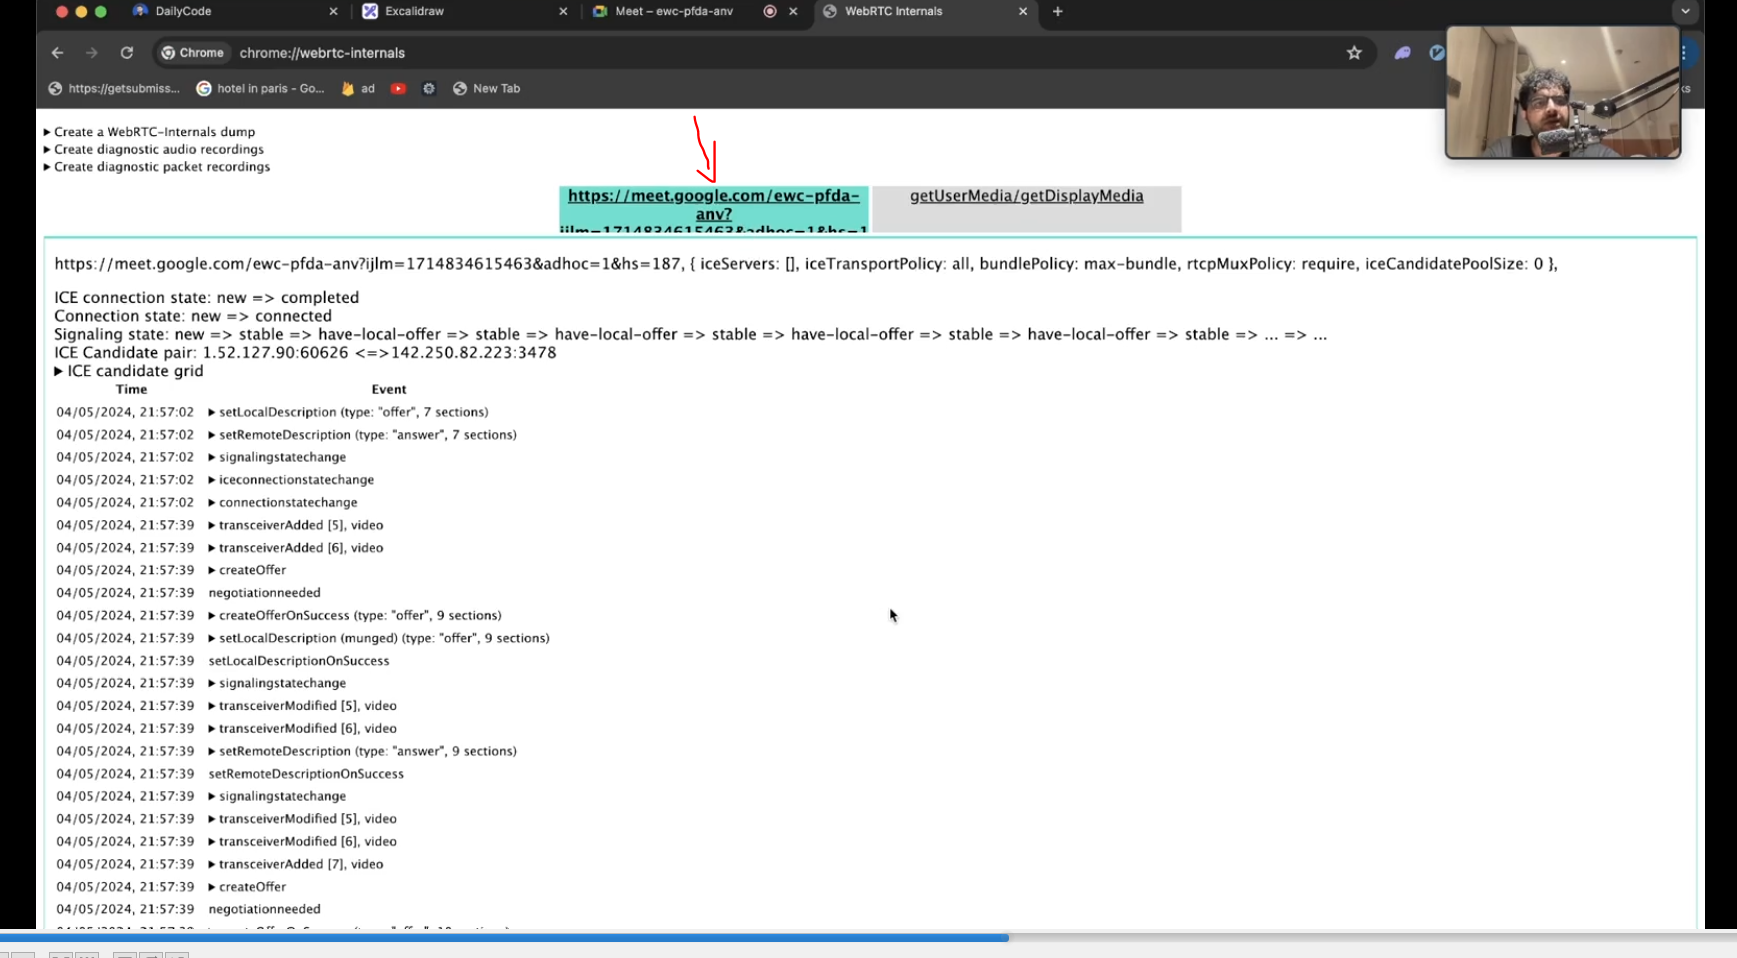 DailyCode
Excalidraw
Meet – ewc-pfda-anv
WebRTC Internals
Chrome
chrome://webrtc-internals
https://getsubmiss...
hotel in paris - Go...
ad
New Tab
Create a WebRTC-Internals dump
Create diagnostic audio recordings
Create diagnostic packet recordings
https://meet.google.com/ewc-pfda-
anv?
ijlm=1714834615463&adhoc=1&hs=1
getUserMedia/getDisplayMedia
https://meet.google.com/ewc-pfda-anv?ijlm=1714834615463&adhoc=1&hs=187, { iceServers: [], iceTransportPolicy: all, bundlePolicy: max-bundle, rtcpMuxPolicy: require, iceCandidatePoolSize: 0 },
ICE connection state: new => completed
Connection state: new => connected
Signaling state: new => stable => have-local-offer => stable => have-local-offer => stable => have-local-offer => stable => have-local-offer => stable => ... => ...
ICE Candidate pair: 1.52.127.90:60626 <=>142.250.82.223:3478
ICE candidate grid
Time Event
04/05/2024, 21:57:02 setLocalDescription (type: "offer", 7 sections)
04/05/2024, 21:57:02 setRemoteDescription (type: "answer", 7 sections)
04/05/2024, 21:57:02 signalingstatechange
04/05/2024, 21:57:02 iceconnectionstatechange
04/05/2024, 21:57:02 connectionstatechange
04/05/2024, 21:57:39 transceiverAdded [5], video
04/05/2024, 21:57:39 transceiverAdded [6], video
04/05/2024, 21:57:39 createOffer
04/05/2024, 21:57:39 negotiationneeded
04/05/2024, 21:57:39 createOfferOnSuccess (type: "offer", 9 sections)
04/05/2024, 21:57:39 setLocalDescription (munged) (type: "offer", 9 sections)
04/05/2024, 21:57:39 setLocalDescriptionOnSuccess
04/05/2024, 21:57:39 signalingstatechange
04/05/2024, 21:57:39 transceiverModified [5], video
04/05/2024, 21:57:39 transceiverModified [6], video
04/05/2024, 21:57:39 setRemoteDescription (type: "answer", 9 sections)
04/05/2024, 21:57:39 setRemoteDescriptionOnSuccess
04/05/2024, 21:57:39 signalingstatechange
04/05/2024, 21:57:39 transceiverModified [5], video
04/05/2024, 21:57:39 transceiverModified [6], video
04/05/2024, 21:57:39 transceiverAdded [7], video
04/05/2024, 21:57:39 createOffer
04/05/2024, 21:57:39 negotiationneeded